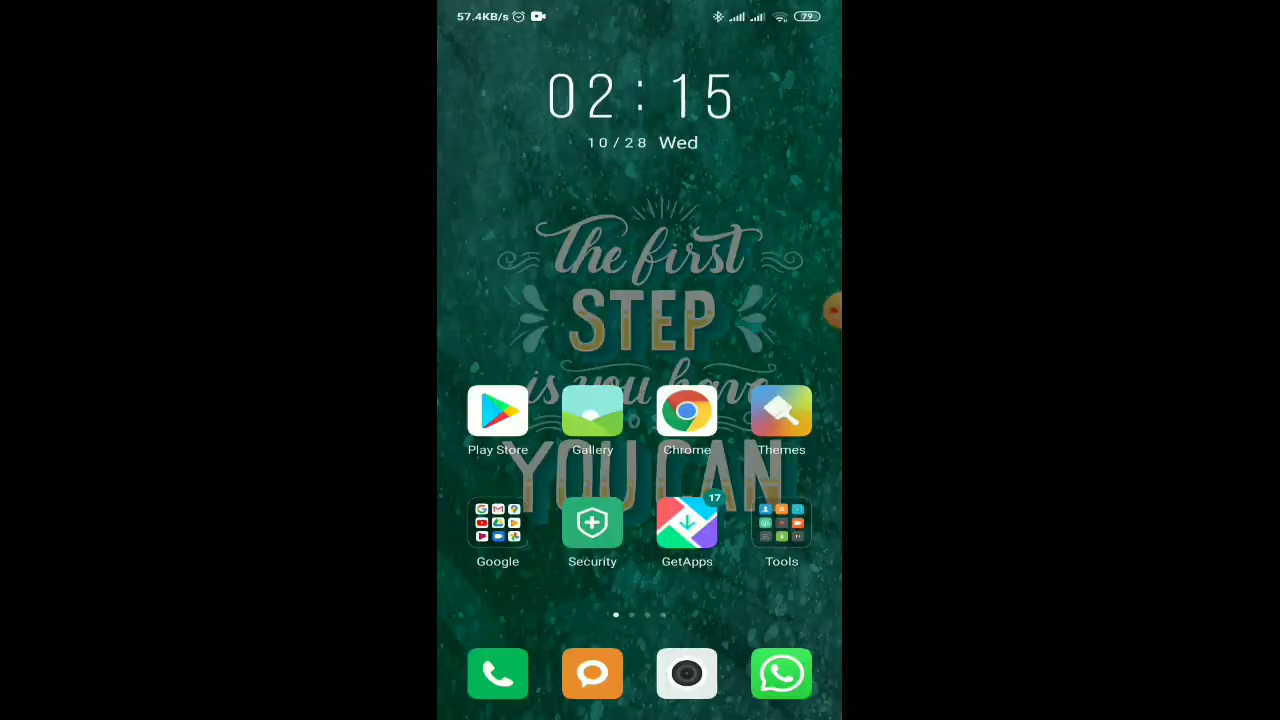 57.4KB/s 79
02:15
10/28 Wed
The first
STEP
is you have
YOU CAN
Play Store Gallery Chrome Themes
17
Google Security GetApps Tools